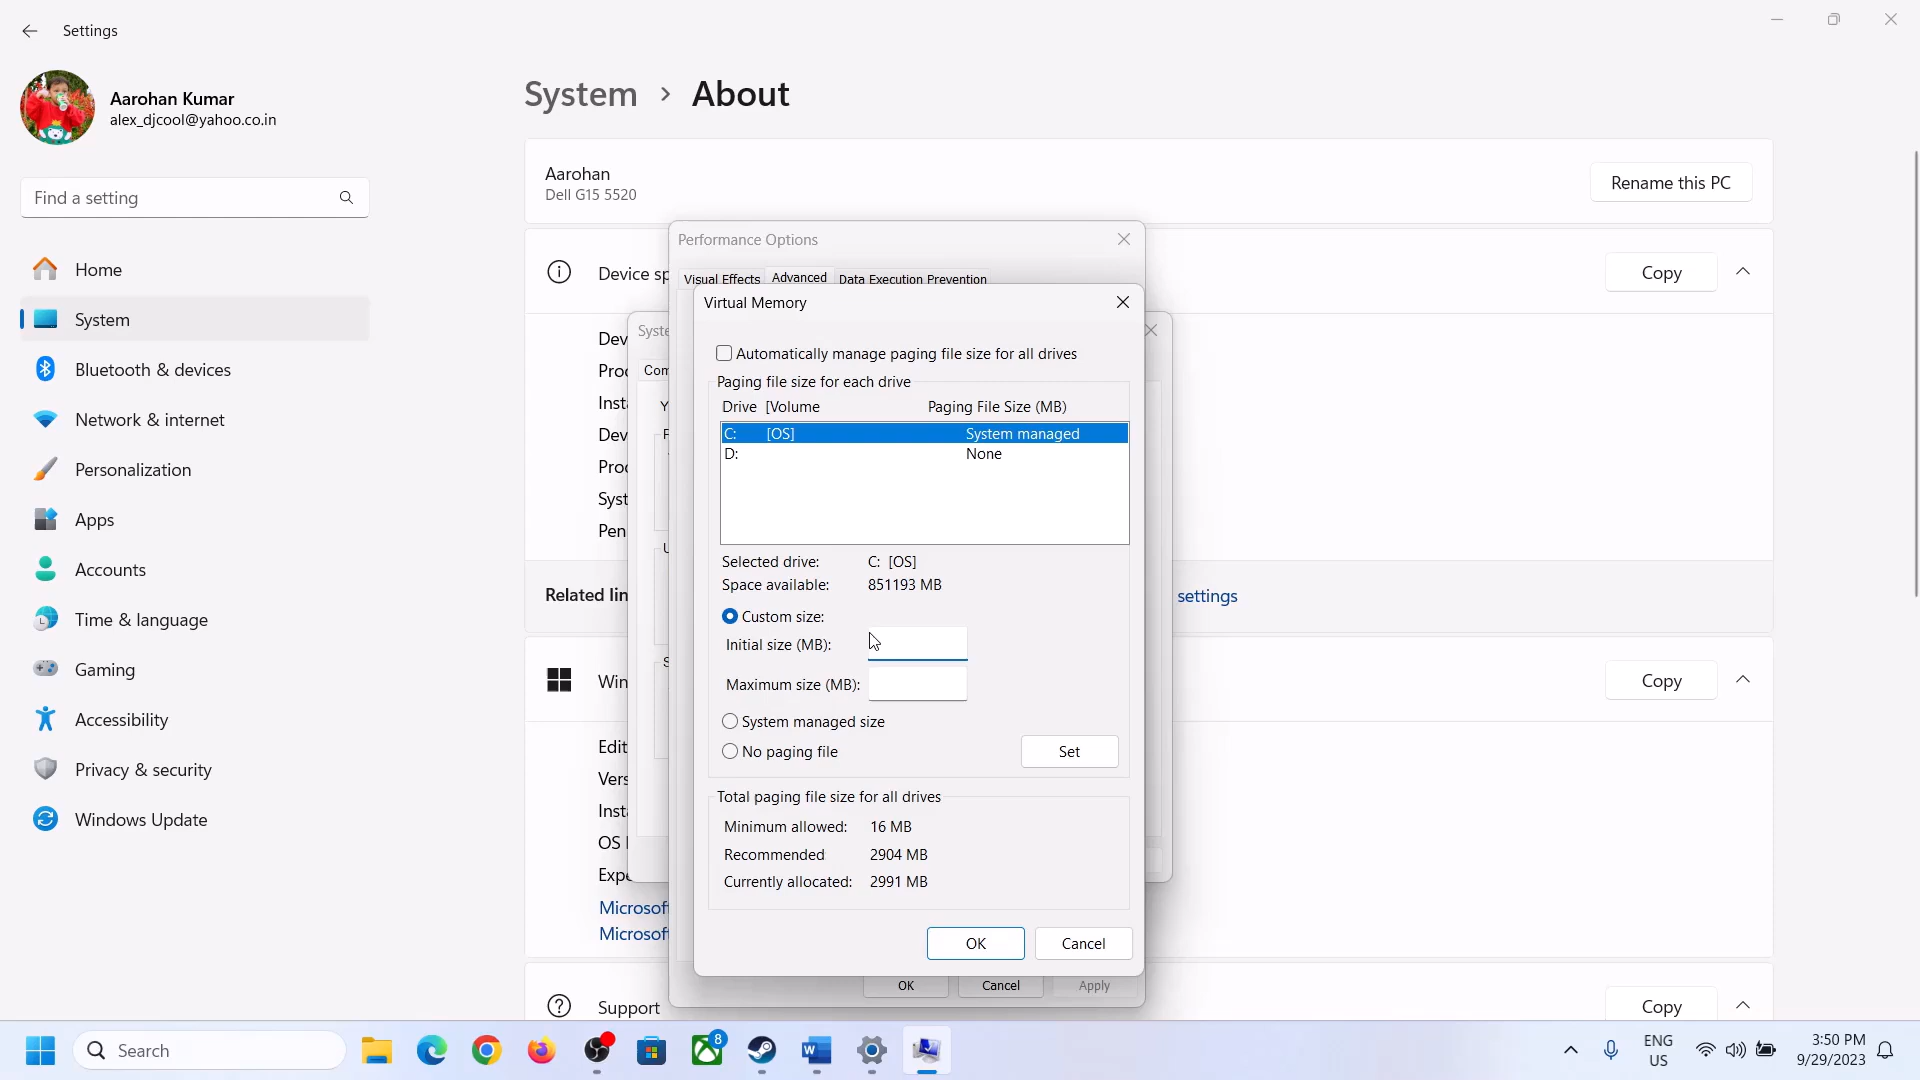 Settings
Aarohan Kumar
alex_djcool@yahoo.co.in
Find a setting
Home
System
Bluetooth & devices
Network & internet
Personalization
Apps
Accounts
Time & language
Gaming
Accessibility
Privacy & security
Windows Update
System > About
Aarohan
Dell G15 5520
Rename this PC
Device sp
Copy
Dev
Proc
Insta
Dev
Proc
Syst
Pen
Related lin
settings
Win
Copy
Edit
Vers
Insta
OS
Expe
Microsoft
Microsoft
Support
Copy
Syste
Com
Performance Options
Visual Effects
Advanced
Data Execution Prevention
Virtual Memory
Automatically manage paging file size for all drives
Paging file size for each drive
Drive [Volume Paging File Size (MB)
C: [OS] System managed
D: None
Selected drive: C: [OS]
Space available: 851193 MB
Custom size:
Initial size (MB):
Maximum size (MB):
System managed size
No paging file
Set
Total paging file size for all drives
Minimum allowed: 16 MB
Recommended 2904 MB
Currently allocated: 2991 MB
OK
Cancel
OK
Cancel
Apply
Search
8
ENG
US
3:50 PM
9/29/2023